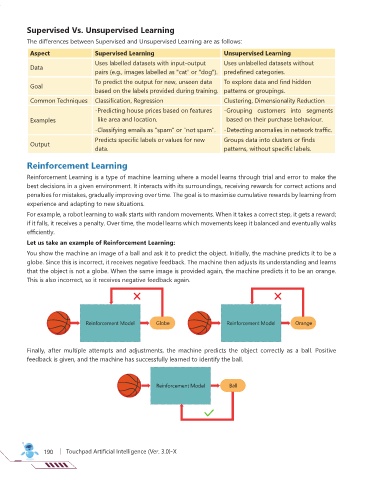 Supervised Vs. Unsupervised Learning
The differences between Supervised and Unsupervised Learning are as follows:
Aspect Supervised Learning Unsupervised Learning
Data Uses labelled datasets with input-output pairs (e.g., images labelled as "cat" or "dog"). Uses unlabelled datasets without predefined categories.
Goal To predict the output for new, unseen data based on the labels provided during training. To explore data and find hidden patterns or groupings.
Common Techniques Classification, Regression Clustering, Dimensionality Reduction
Examples -Predicting house prices based on features like area and location. -Grouping customers into segments based on their purchase behaviour.
-Classifying emails as "spam" or "not spam". -Detecting anomalies in network traffic.
Output Predicts specific labels or values for new data. Groups data into clusters or finds patterns, without specific labels.
Reinforcement Learning
Reinforcement Learning is a type of machine learning where a model learns through trial and error to make the
best decisions in a given environment. It interacts with its surroundings, receiving rewards for correct actions and
penalties for mistakes, gradually improving over time. The goal is to maximise cumulative rewards by learning from
experience and adapting to new situations.
For example, a robot learning to walk starts with random movements. When it takes a correct step, it gets a reward;
if it falls, it receives a penalty. Over time, the model learns which movements keep it balanced and eventually walks
efficiently.
Let us take an example of Reinforcement Learning:
You show the machine an image of a ball and ask it to predict the object. Initially, the machine predicts it to be a
globe. Since this is incorrect, it receives negative feedback. The machine then adjusts its understanding and learns
that the object is not a globe. When the same image is provided again, the machine predicts it to be an orange.
This is also incorrect, so it receives negative feedback again.
Reinforcement Model Globe Reinforcement Model Orange
Finally, after multiple attempts and adjustments, the machine predicts the object correctly as a ball. Positive
feedback is given, and the machine has successfully learned to identify the ball.
Reinforcement Model Ball
190 | Touchpad Artificial Intelligence (Ver. 3.0)-X